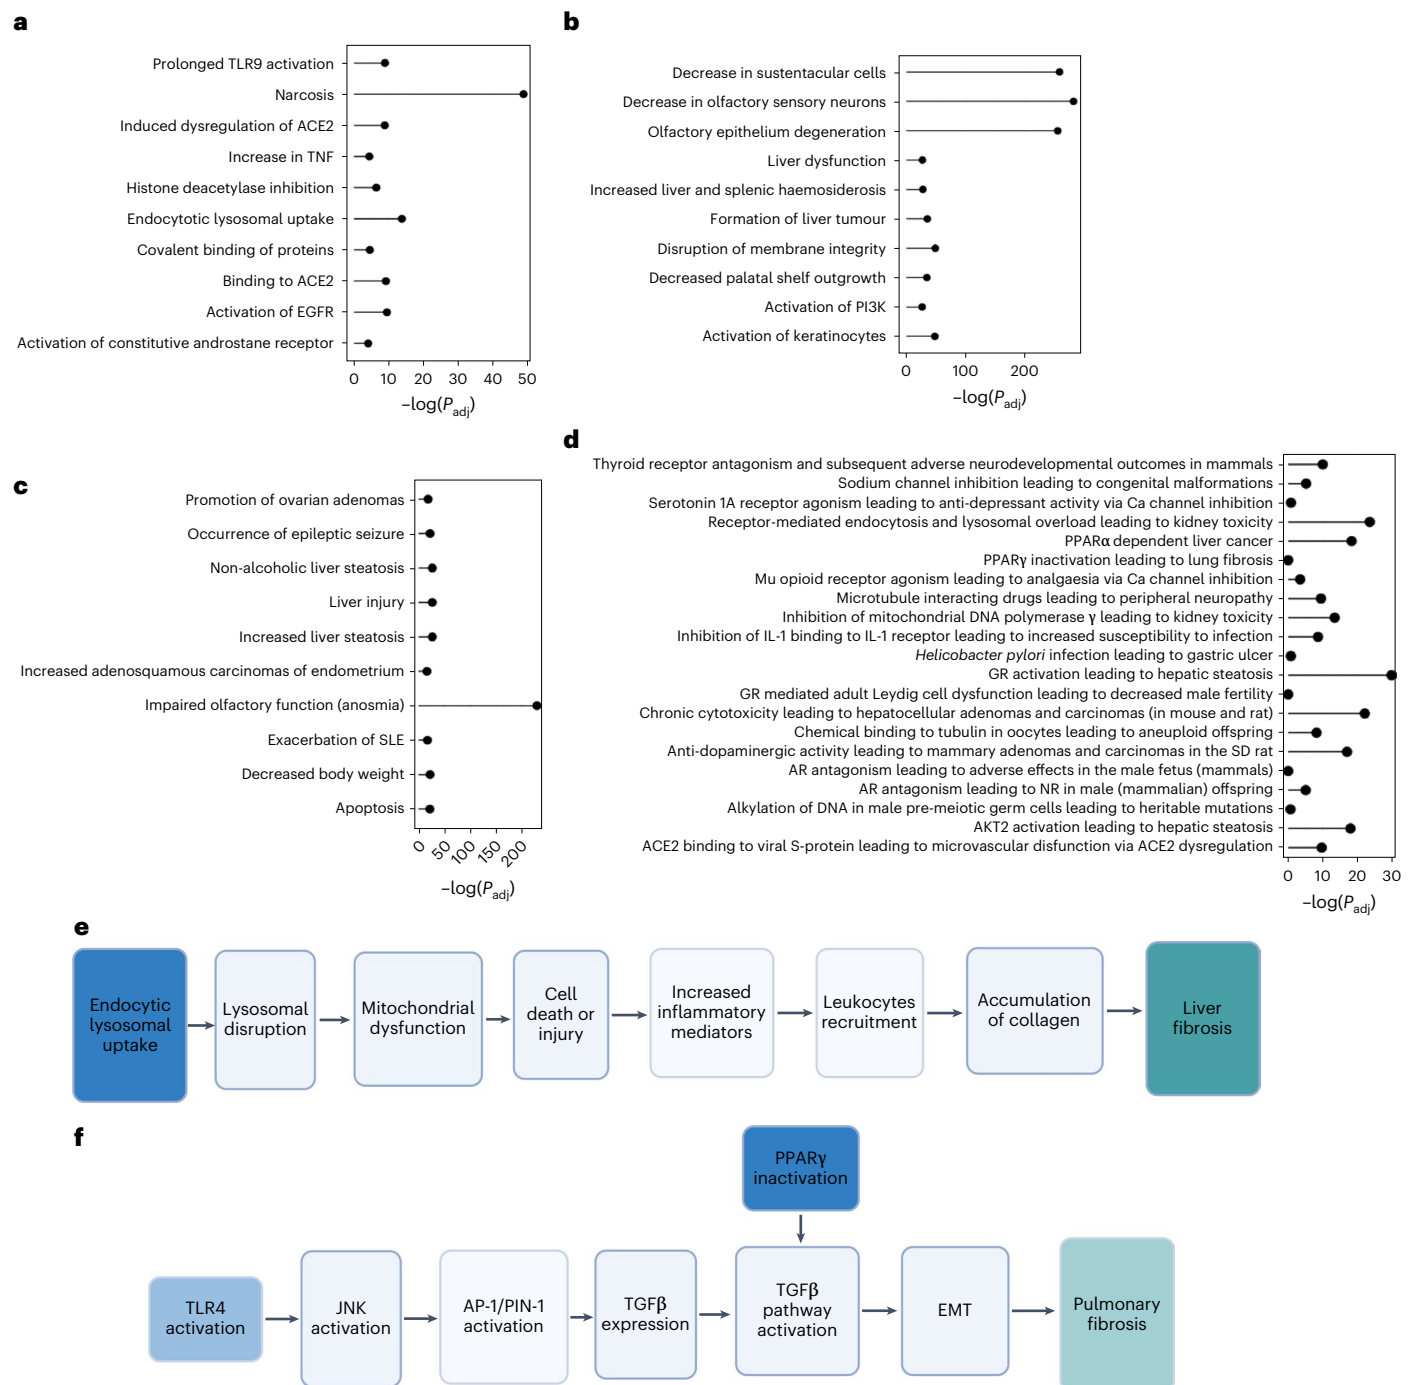 a
Prolonged TLR9 activation
Narcosis
Induced dysregulation of ACE2
Increase in TNF
Histone deacetylase inhibition
Endocytotic lysosomal uptake
Covalent binding of proteins
Binding to ACE2
Activation of EGFR
Activation of constitutive androstane receptor
0 10 20 30 40 50
–log(Padj)
b
Decrease in sustentacular cells
Decrease in olfactory sensory neurons
Olfactory epithelium degeneration
Liver dysfunction
Increased liver and splenic haemosiderosis
Formation of liver tumour
Disruption of membrane integrity
Decreased palatal shelf outgrowth
Activation of PI3K
Activation of keratinocytes
0 100 200
–log(Padj)
c
Promotion of ovarian adenomas
Occurrence of epileptic seizure
Non-alcoholic liver steatosis
Liver injury
Increased liver steatosis
Increased adenosquamous carcinomas of endometrium
Impaired olfactory function (anosmia)
Exacerbation of SLE
Decreased body weight
Apoptosis
0 50 100 150 200
–log(Padj)
d
Thyroid receptor antagonism and subsequent adverse neurodevelopmental outcomes in mammals
Sodium channel inhibition leading to congenital malformations
Serotonin 1A receptor agonism leading to anti-depressant activity via Ca channel inhibition
Receptor-mediated endocytosis and lysosomal overload leading to kidney toxicity
PPARα dependent liver cancer
PPARγ inactivation leading to lung fibrosis
Mu opioid receptor agonism leading to analgaesia via Ca channel inhibition
Microtubule interacting drugs leading to peripheral neuropathy
Inhibition of mitochondrial DNA polymerase γ leading to kidney toxicity
Inhibition of IL-1 binding to IL-1 receptor leading to increased susceptibility to infection
Helicobacter pylori infection leading to gastric ulcer
GR activation leading to hepatic steatosis
GR mediated adult Leydig cell dysfunction leading to decreased male fertility
Chronic cytotoxicity leading to hepatocellular adenomas and carcinomas (in mouse and rat)
Chemical binding to tubulin in oocytes leading to aneuploid offspring
Anti-dopaminergic activity leading to mammary adenomas and carcinomas in the SD rat
AR antagonism leading to adverse effects in the male fetus (mammals)
AR antagonism leading to NR in male (mammalian) offspring
Alkylation of DNA in male pre-meiotic germ cells leading to heritable mutations
AKT2 activation leading to hepatic steatosis
ACE2 binding to viral S-protein leading to microvascular disfunction via ACE2 dysregulation
0 10 20 30
–log(Padj)
e
Endocytic
lysosomal
uptake
Lysosomal
disruption
Mitochondrial
dysfunction
Cell
death or
injury
Increased
inflammatory
mediators
Leukocytes
recruitment
Accumulation
of collagen
Liver
fibrosis
f
PPARγ
inactivation
TLR4
activation
JNK
activation
AP-1/PIN-1
activation
TGFβ
expression
TGFβ
pathway
activation
EMT
Pulmonary
fibrosis